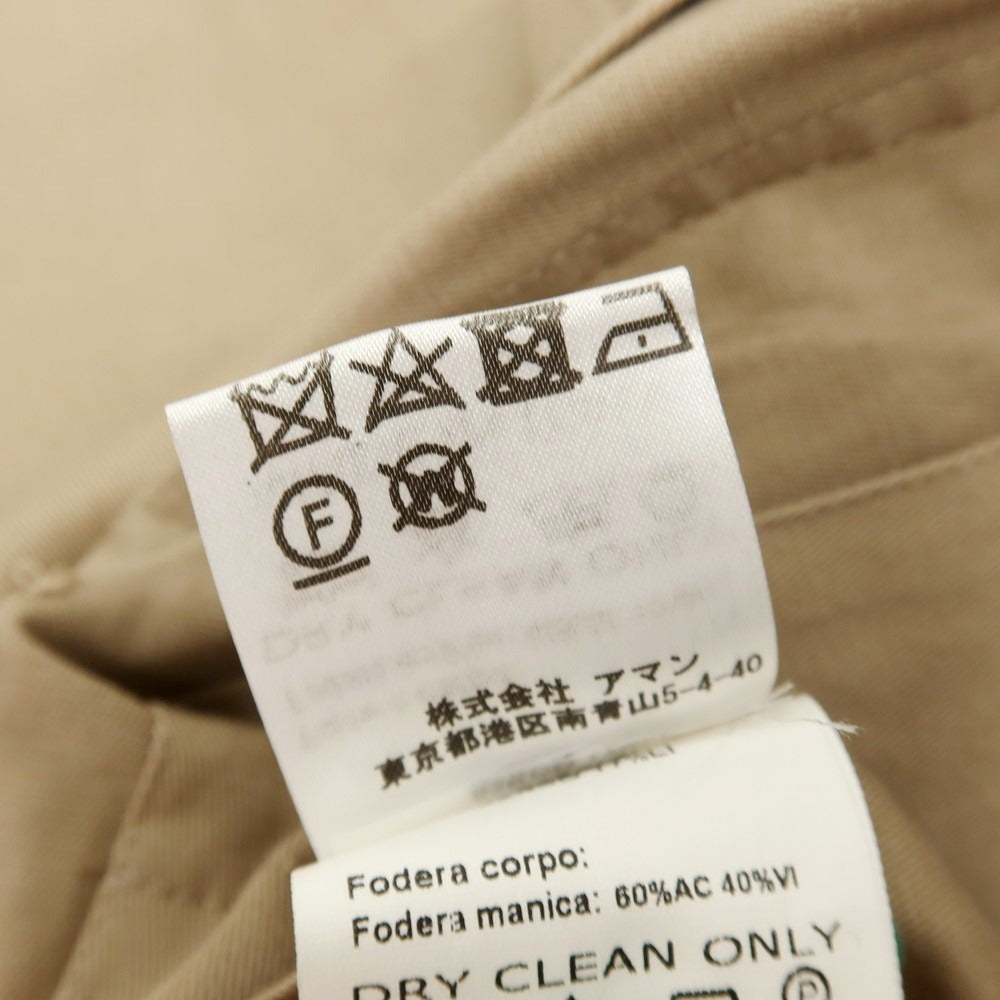 F W
株式会社 アマン
東京都港区南青山5-4-40
Fodera corpo:
Fodera manica: 60%AC 40%VI
DRY CLEAN ONLY
P